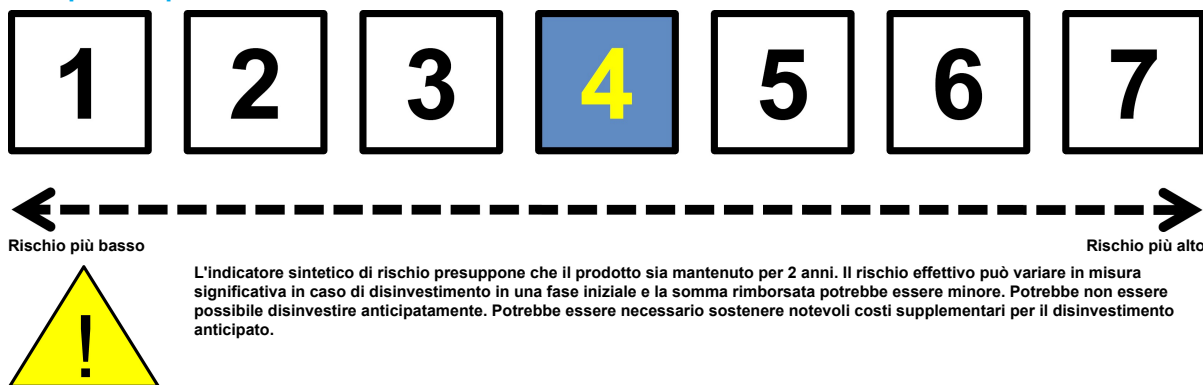 1 2 3 4 5 6 7
Rischio più basso Rischio più alto
L'indicatore sintetico di rischio presuppone che il prodotto sia mantenuto per 2 anni. Il rischio effettivo può variare in misura
significativa in caso di disinvestimento in una fase iniziale e la somma rimborsata potrebbe essere minore. Potrebbe non essere
possibile disinvestire anticipatamente. Potrebbe essere necessario sostenere notevoli costi supplementari per il disinvestimento
anticipato.
!